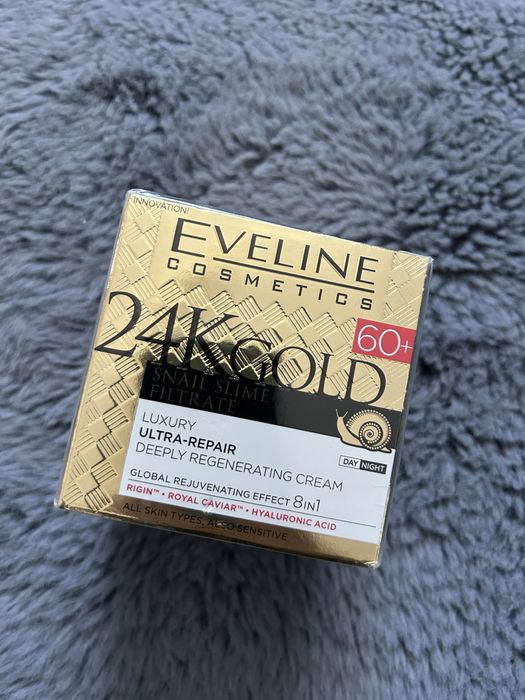 INNOVATION!
EVELINE
COSMETICS
24K GOLD
60+
SNAIL SLIME
FILTRATE
LUXURY
ULTRA-REPAIR
DEEPLY REGENERATING CREAM
DAY NIGHT
GLOBAL REJUVENATING EFFECT 8IN1
RIGIN™ • ROYAL CAVIAR™ • HYALURONIC ACID
ALL SKIN TYPES, ALSO SENSITIVE